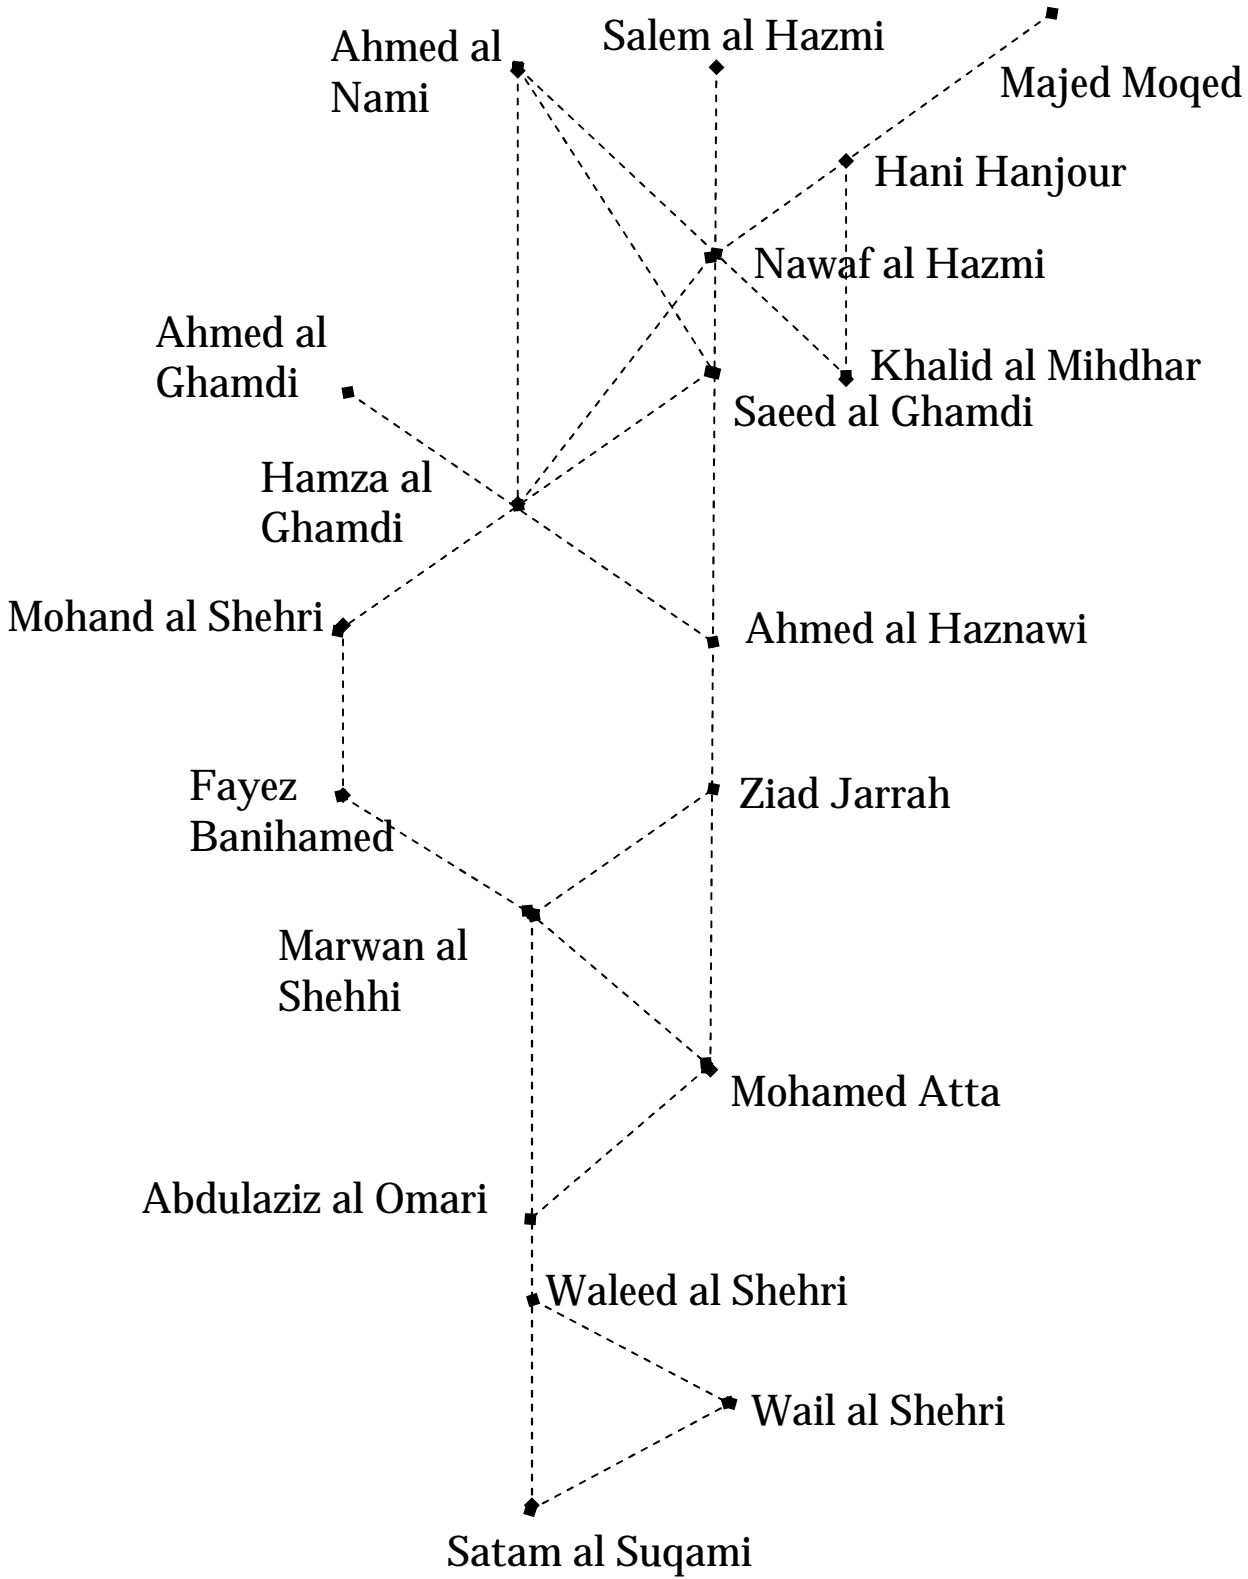 Ahmed al
Nami
Salem al Hazmi
Majed Moqed
Hani Hanjour
Nawaf al Hazmi
Ahmed al
Ghamdi
Khalid al Mihdhar
Saeed al Ghamdi
Hamza al
Ghamdi
Mohand al Shehri
Ahmed al Haznawi
Fayez
Banihamed
Ziad Jarrah
Marwan al
Shehhi
Mohamed Atta
Abdulaziz al Omari
Waleed al Shehri
Wail al Shehri
Satam al Suqami